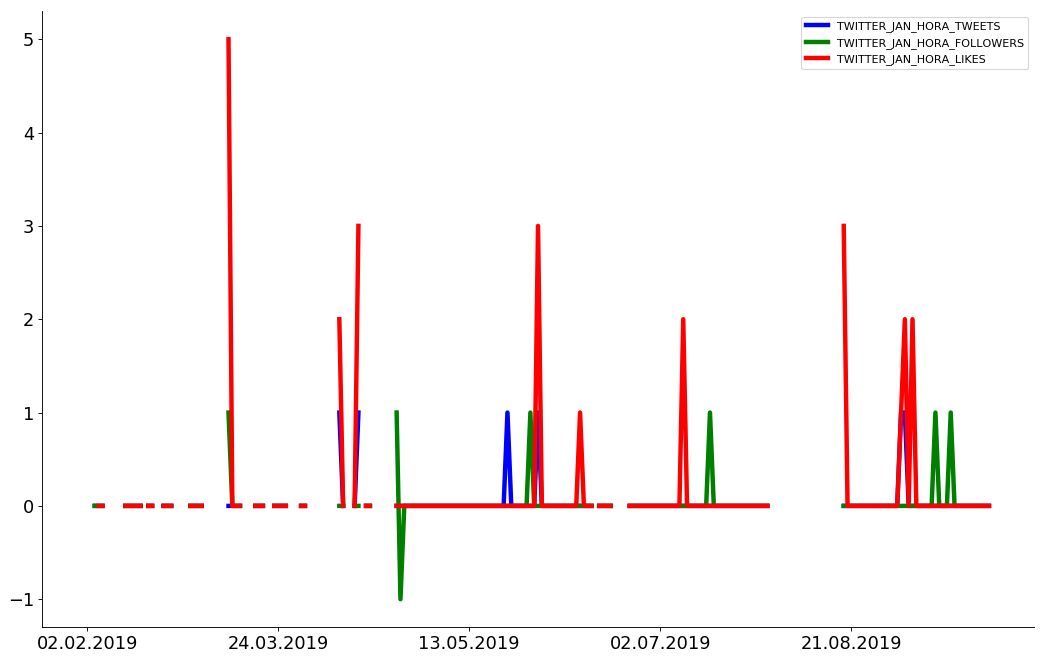 TWITTER_JAN_HORA_TWEETS
TWITTER_JAN_HORA_FOLLOWERS
TWITTER_JAN_HORA_LIKES
5
4
3
2
1
0
−1
02.02.2019 24.03.2019 13.05.2019 02.07.2019 21.08.2019